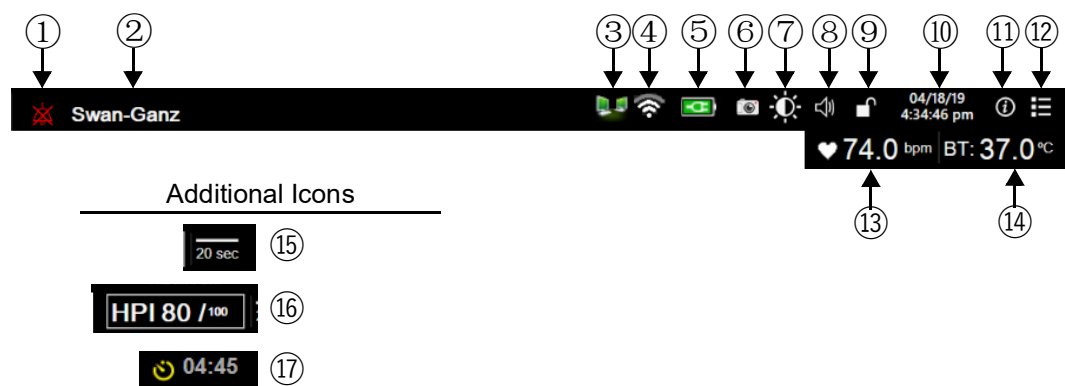 ① ② ③ ④ ⑤ ⑥ ⑦ ⑧ ⑨ ⑩ ⑪ ⑫
Swan-Ganz
04/18/19
4:34:46 pm
74.0 bpm BT: 37.0 ºC
⑬ ⑭
Additional Icons
20 sec ⑮
HPI 80 /100 ⑯
04:45 ⑰